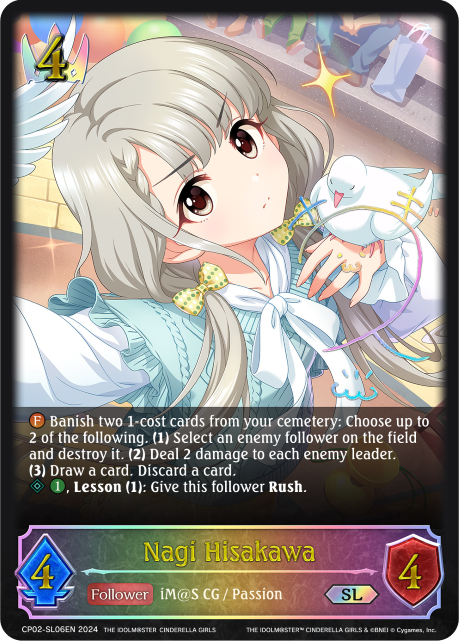 4
F Banish two 1-cost cards from your cemetery: Choose up to
2 of the following. (1) Select an enemy follower on the field
and destroy it. (2) Deal 2 damage to each enemy leader.
(3) Draw a card. Discard a card.
I, Lesson (1): Give this follower Rush.
Nagi Hisakawa
4 Follower iM@S CG / Passion SL 4
CP02-SL06EN 2024 THE IDOLM@STER CINDERELLA GIRLS THE IDOLM@STER™ CINDERELLA GIRLS & ©BNEI © Cygames, Inc.